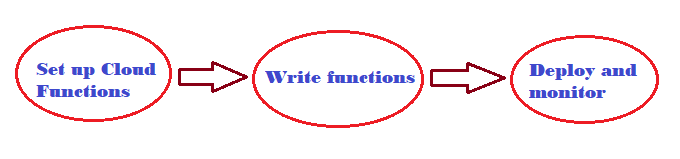 Set up Cloud
Functions
Write functions
Deploy and
monitor